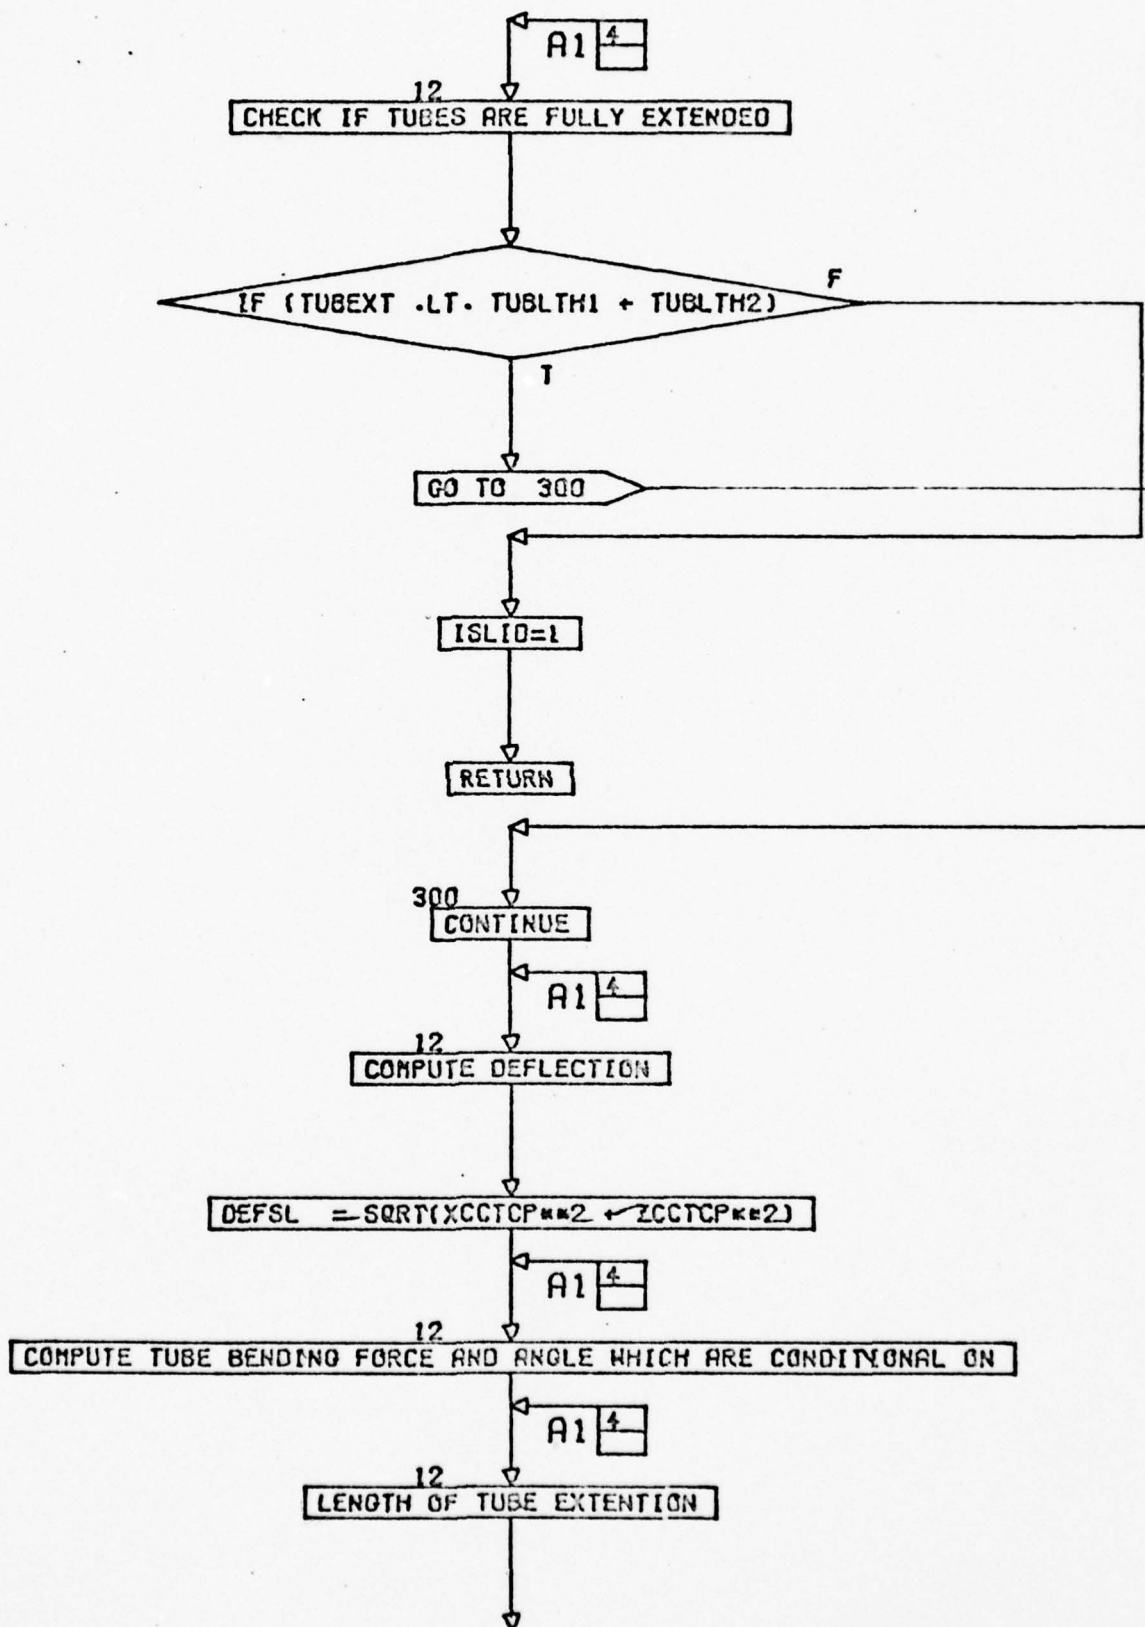 A1 4
12
CHECK IF TUBES ARE FULLY EXTENDED
IF (TUBEXT .LT. TUBLTH1 + TUBLTH2)
F
T
GO TO 300
ISLID=1
RETURN
300
CONTINUE
A1 4
12
COMPUTE DEFLECTION
DEFSL =SQRT(XCCTCP**2 + ZCCTCP**2)
A1 4
12
COMPUTE TUBE BENDING FORCE AND ANGLE WHICH ARE CONDITIONAL ON
A1 4
12
LENGTH OF TUBE EXTENTION